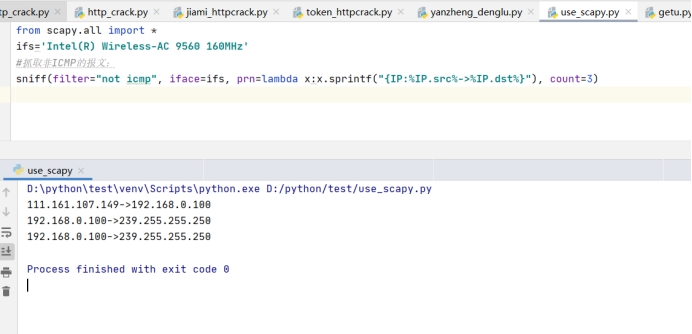 tp_crack.py × http_crack.py × jiami_httpcrack.py × token_httpcrack.py × yanzheng_denglu.py × use_scapy.py × getu.py
from scapy.all import *
ifs='Intel(R) Wireless-AC 9560 160MHz'
#抓取非ICMP的报文:
sniff(filter="not icmp", iface=ifs, prn=lambda x:x.sprintf("{IP:%IP.src%->%IP.dst%}"), count=3)
use_scapy ×
D:\python\test\venv\Scripts\python.exe D:/python/test/use_scapy.py
111.161.107.149->192.168.0.100
192.168.0.100->239.255.255.250
192.168.0.100->239.255.255.250
Process finished with exit code 0